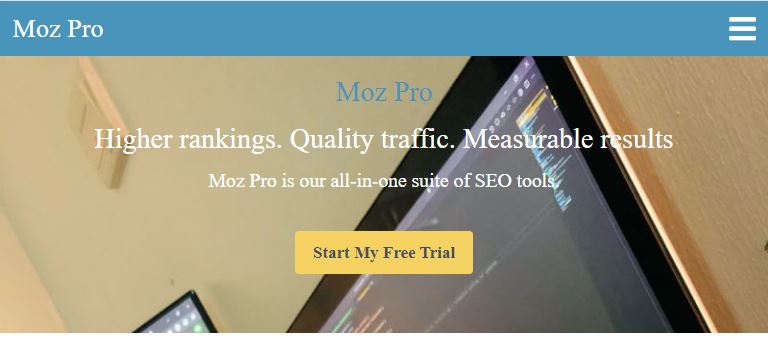 Moz Pro
Moz Pro
Higher rankings. Quality traffic. Measurable results
Moz Pro is our all-in-one suite of SEO tools.
Start My Free Trial